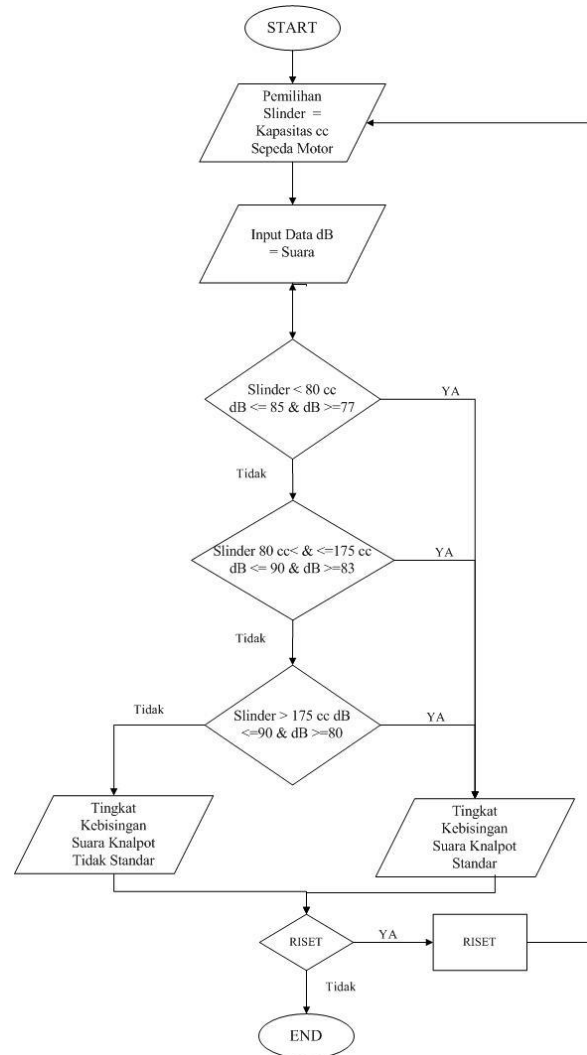 START
Pemilihan
Slinder =
Kapasitas cc
Sepeda Motor
Input Data dB
= Suara
Slinder < 80 cc
dB <= 85 & dB >=77
YA
Tidak
Slinder 80 cc< & <=175 cc
dB <= 90 & dB >=83
YA
Tidak
Slinder > 175 cc dB
<=90 & dB >=80
Tidak
YA
Tingkat
Kebisingan
Suara Knalpot
Tidak Standar
Tingkat
Kebisingan
Suara Knalpot
Standar
RISET
YA
RISET
Tidak
END